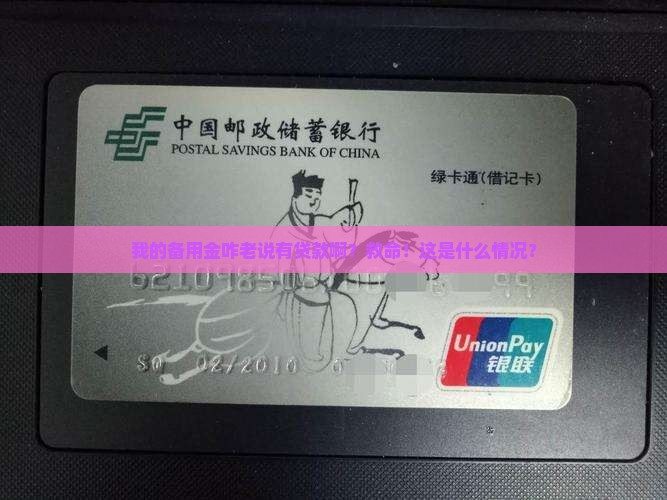 中国邮政储蓄银行
POSTAL SAVINGS BANK OF CHINA
绿卡通(借记卡)
我的备用金咋老说有贷款啊？救命！这是什么情况？
UnionPay
银联
02/2010